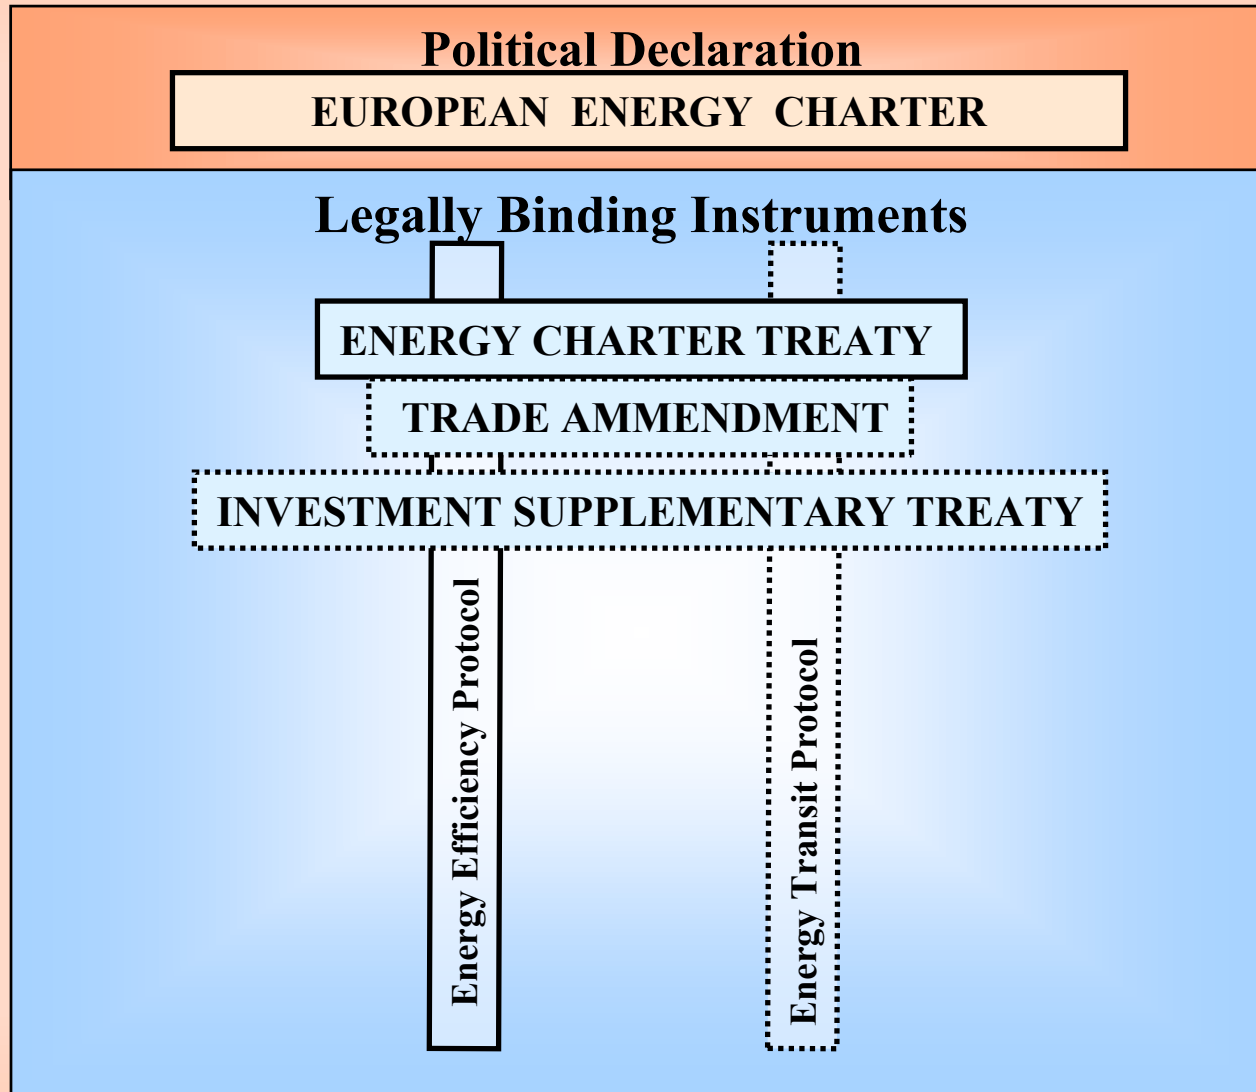 Political Declaration
EUROPEAN ENERGY CHARTER
Legally Binding Instruments
ENERGY CHARTER TREATY
TRADE AMMENDMENT
INVESTMENT SUPPLEMENTARY TREATY
Energy Efficiency Protocol
Energy Transit Protocol